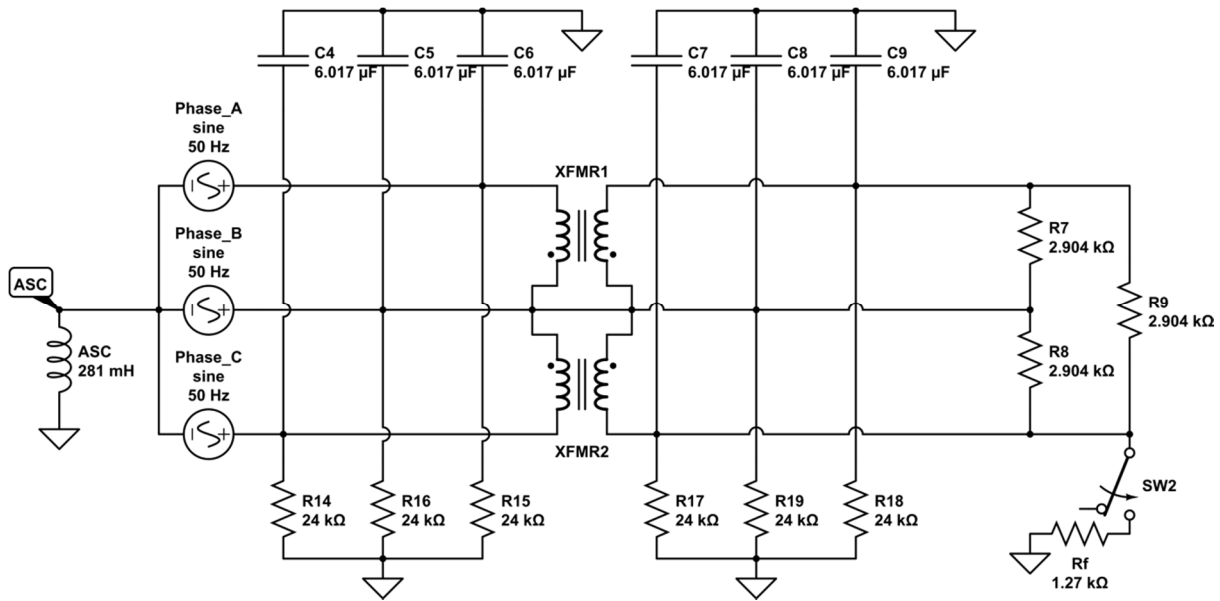 C4
6.017 µF
C5
6.017 µF
C6
6.017 µF
C7
6.017 µF
C8
6.017 µF
C9
6.017 µF
Phase_A
sine
50 Hz
XFMR1
Phase_B
sine
50 Hz
ASC
ASC
281 mH
Phase_C
sine
50 Hz
XFMR2
R7
2.904 kΩ
R9
2.904 kΩ
R8
2.904 kΩ
R14
24 kΩ
R16
24 kΩ
R15
24 kΩ
R17
24 kΩ
R19
24 kΩ
R18
24 kΩ
SW2
Rf
1.27 kΩ